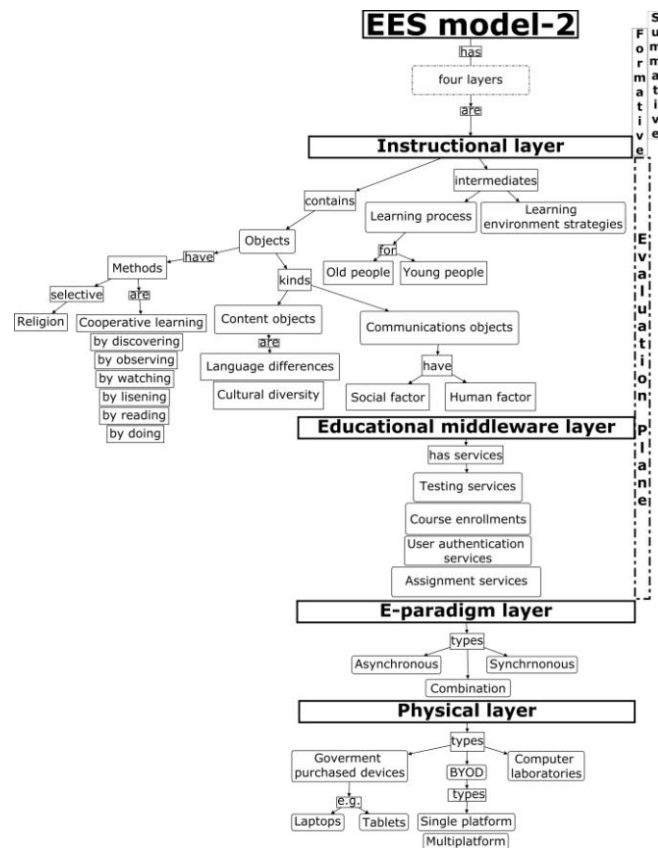 EES model-2
has
four layers
are
Instructional layer
contains
intermediates
Learning process
Learning
environment strategies
for
Old people
Young people
Objects
have
Methods
kinds
selective
are
Religion
Cooperative learning
by discovering
by observing
by watching
by lisening
by reading
by doing
Content objects
are
Language differences
Cultural diversity
Communications objects
have
Social factor
Human factor
Educational middleware layer
has services
Testing services
Course enrollments
User authentication
services
Assignment services
E-paradigm layer
types
Asynchronous
Synchrnonous
Combination
Physical layer
types
Goverment
purchased devices
BYOD
Computer
laboratories
e.g.
types
Laptops
Tablets
Single platform
Multiplatform
Formative
Summative
Evaluation Plane